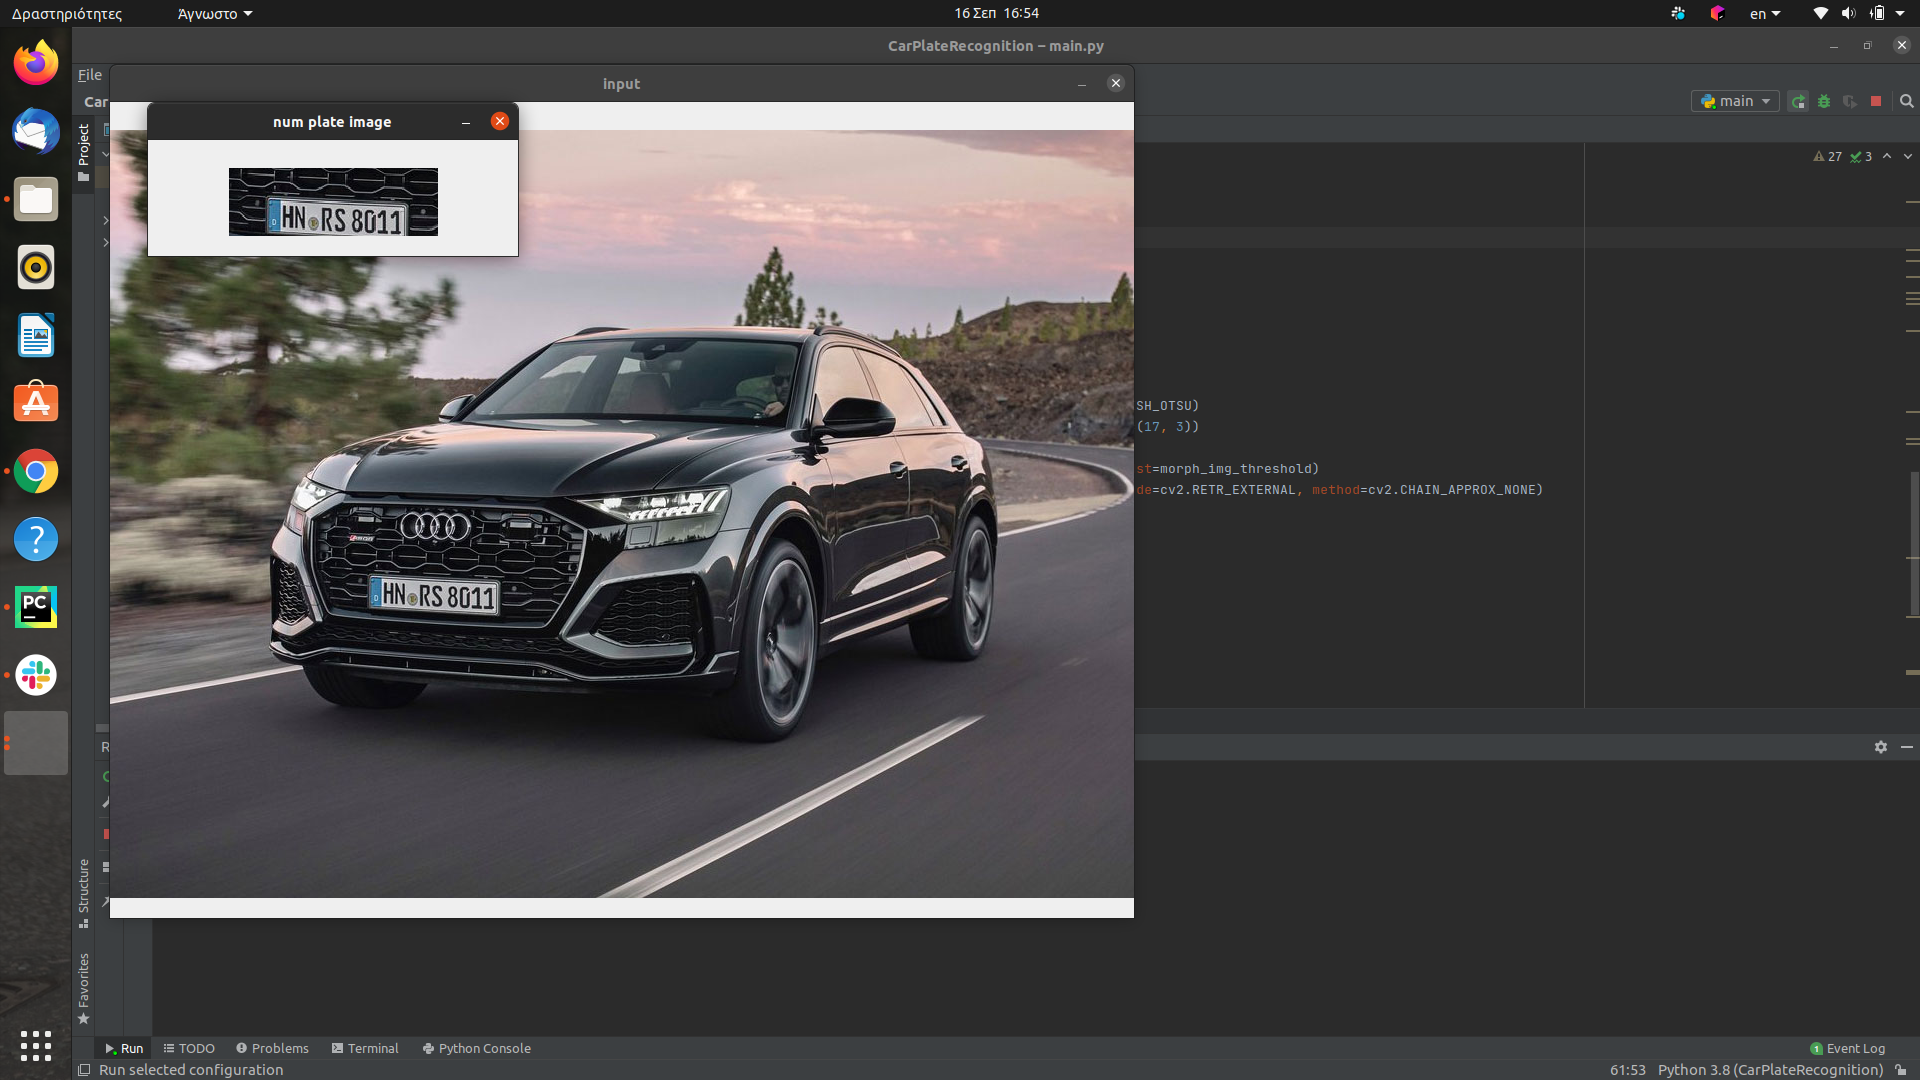 Δραστηριότητες
Άγνωστο
16 Σεπ 16:54
en
CarPlateRecognition – main.py
File
input
Car
num plate image
main
Project
HN RS 8011
27
3
SH_OTSU)
(17, 3))
st=morph_img_threshold)
de=cv2.RETR_EXTERNAL, method=cv2.CHAIN_APPROX_NONE)
D HN RS 8011
PC
R
Structure
Favorites
Run
TODO
Problems
Terminal
Python Console
1 Event Log
Run selected configuration
61:53
Python 3.8 (CarPlateRecognition)